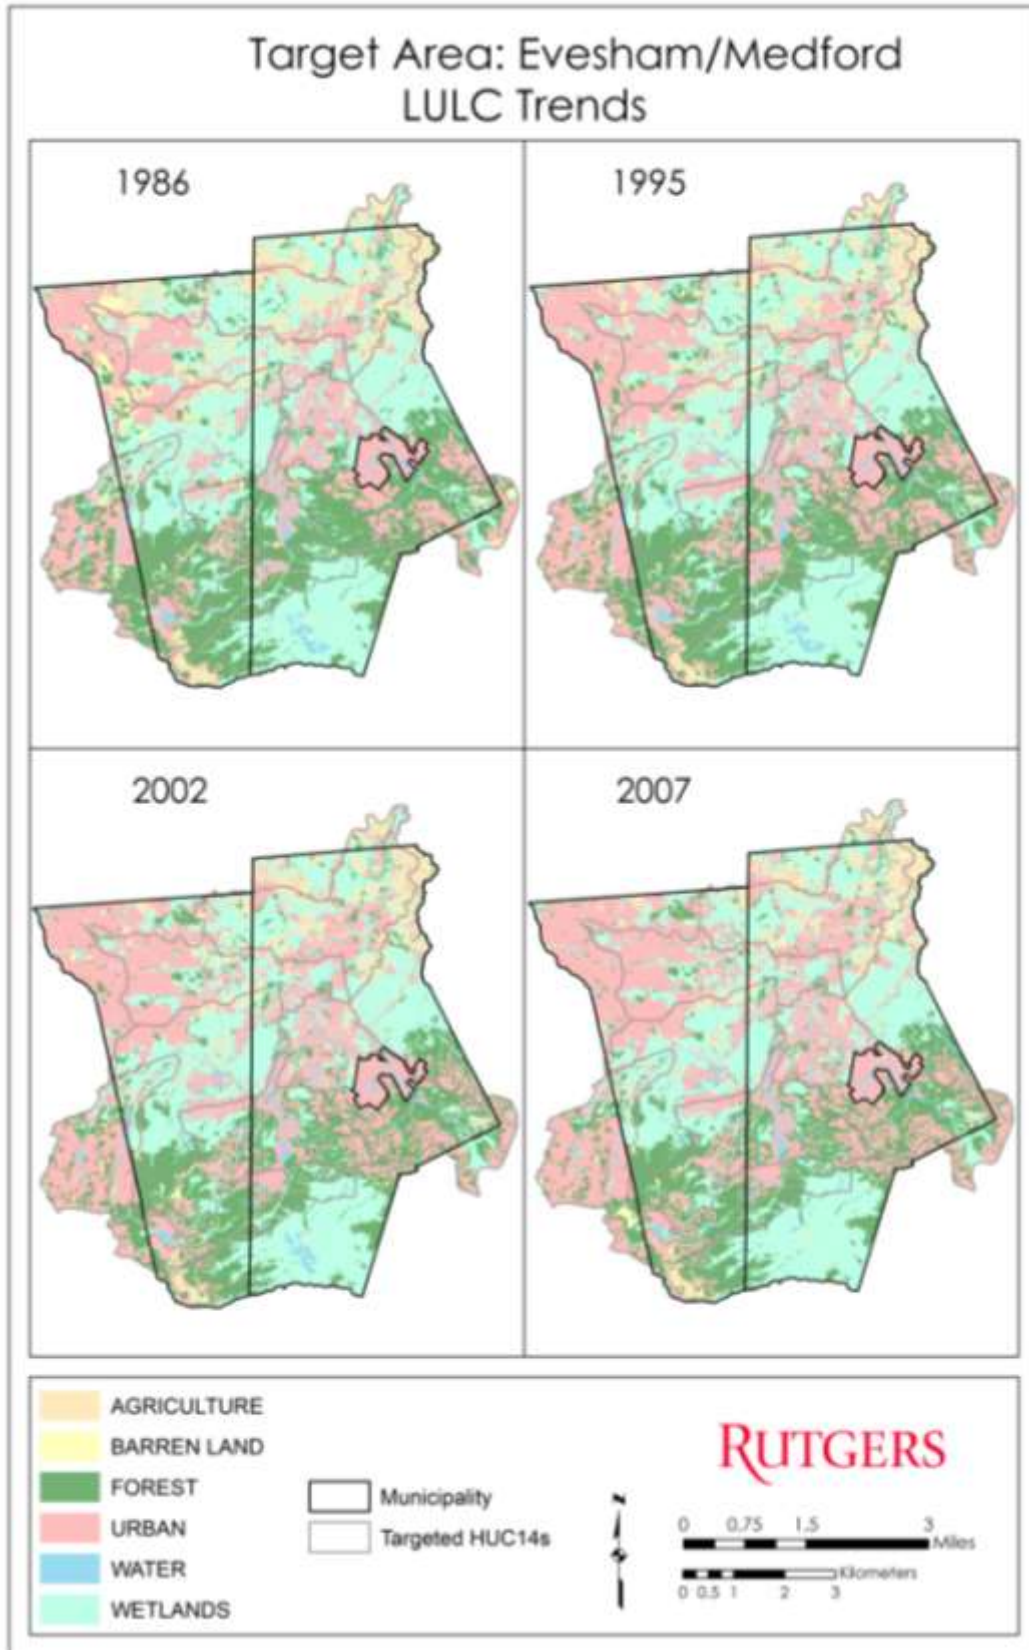 Target Area: Evesham/Medford
LULC Trends
1986
1995
2002
2007
AGRICULTURE
BARREN LAND
FOREST
URBAN
WATER
WETLANDS
Municipality
Targeted HUC14s
RUTGERS
N
0 0.75 1.5 3
Miles
Kilometers
0 0.5 1 2 3